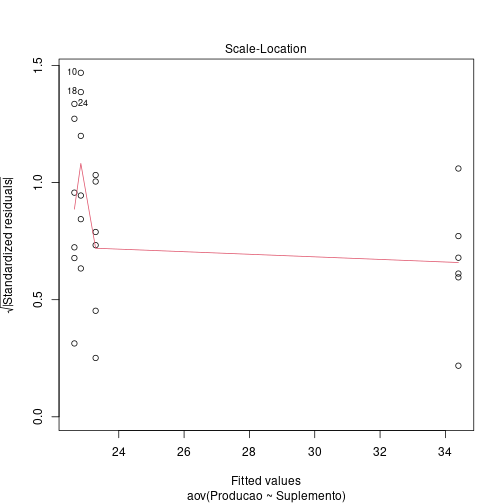 Scale-Location
√|Standardized residuals|
1.5
1.0
0.5
0.0
10
18
24
24 26 28 30 32 34
Fitted values
aov(Producao ~ Suplemento)